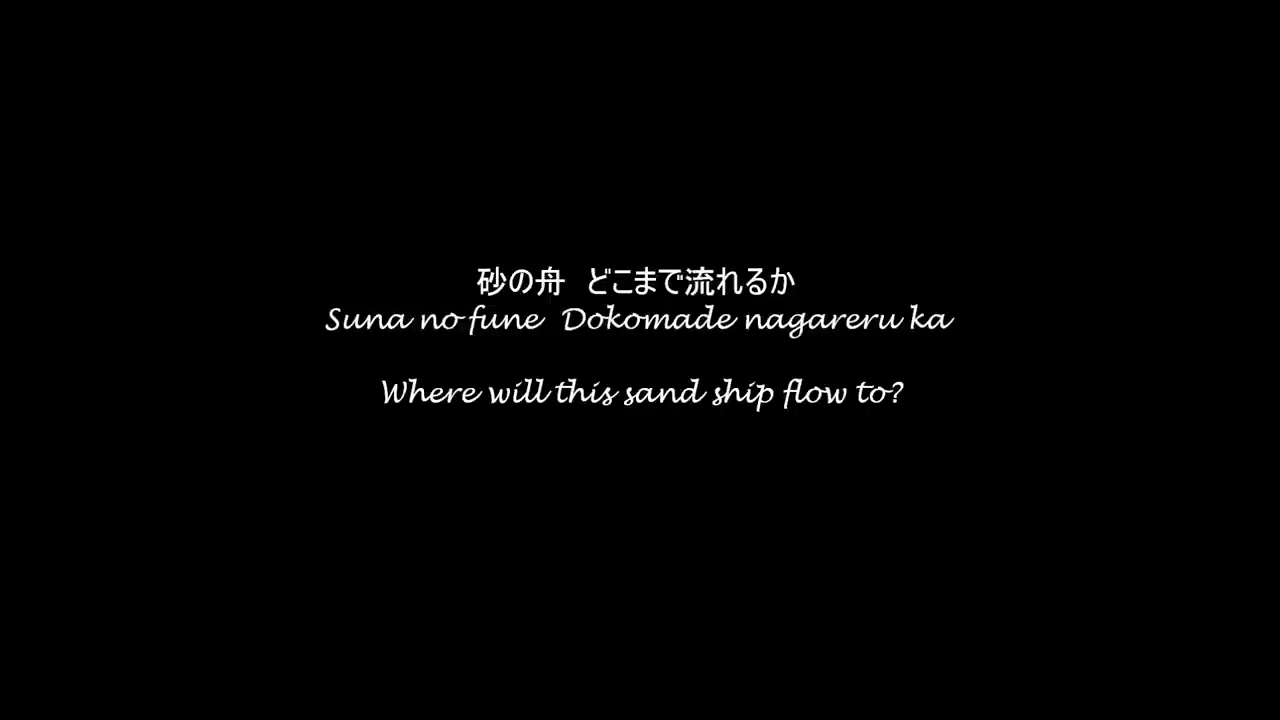 砂の舟　どこまで流れるか
Suna no fune Dokomade nagareru ka
Where will this sand ship flow to?